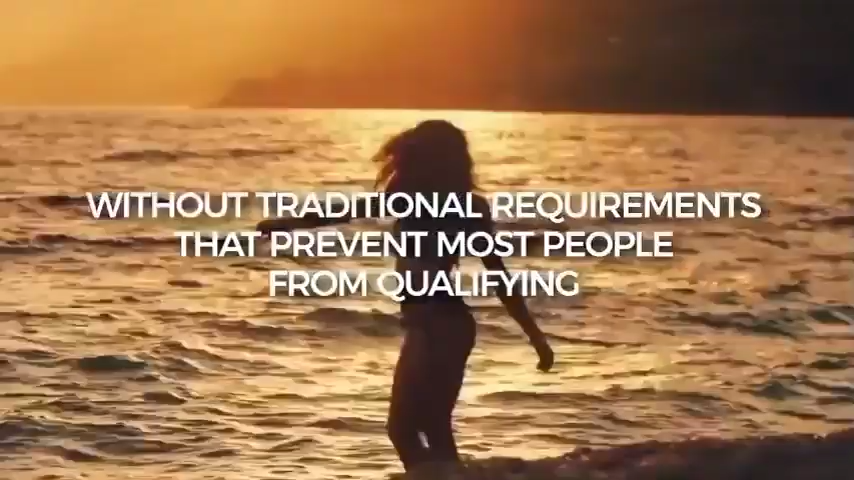 WITHOUT TRADITIONAL REQUIREMENTS
THAT PREVENT MOST PEOPLE
FROM QUALIFYING